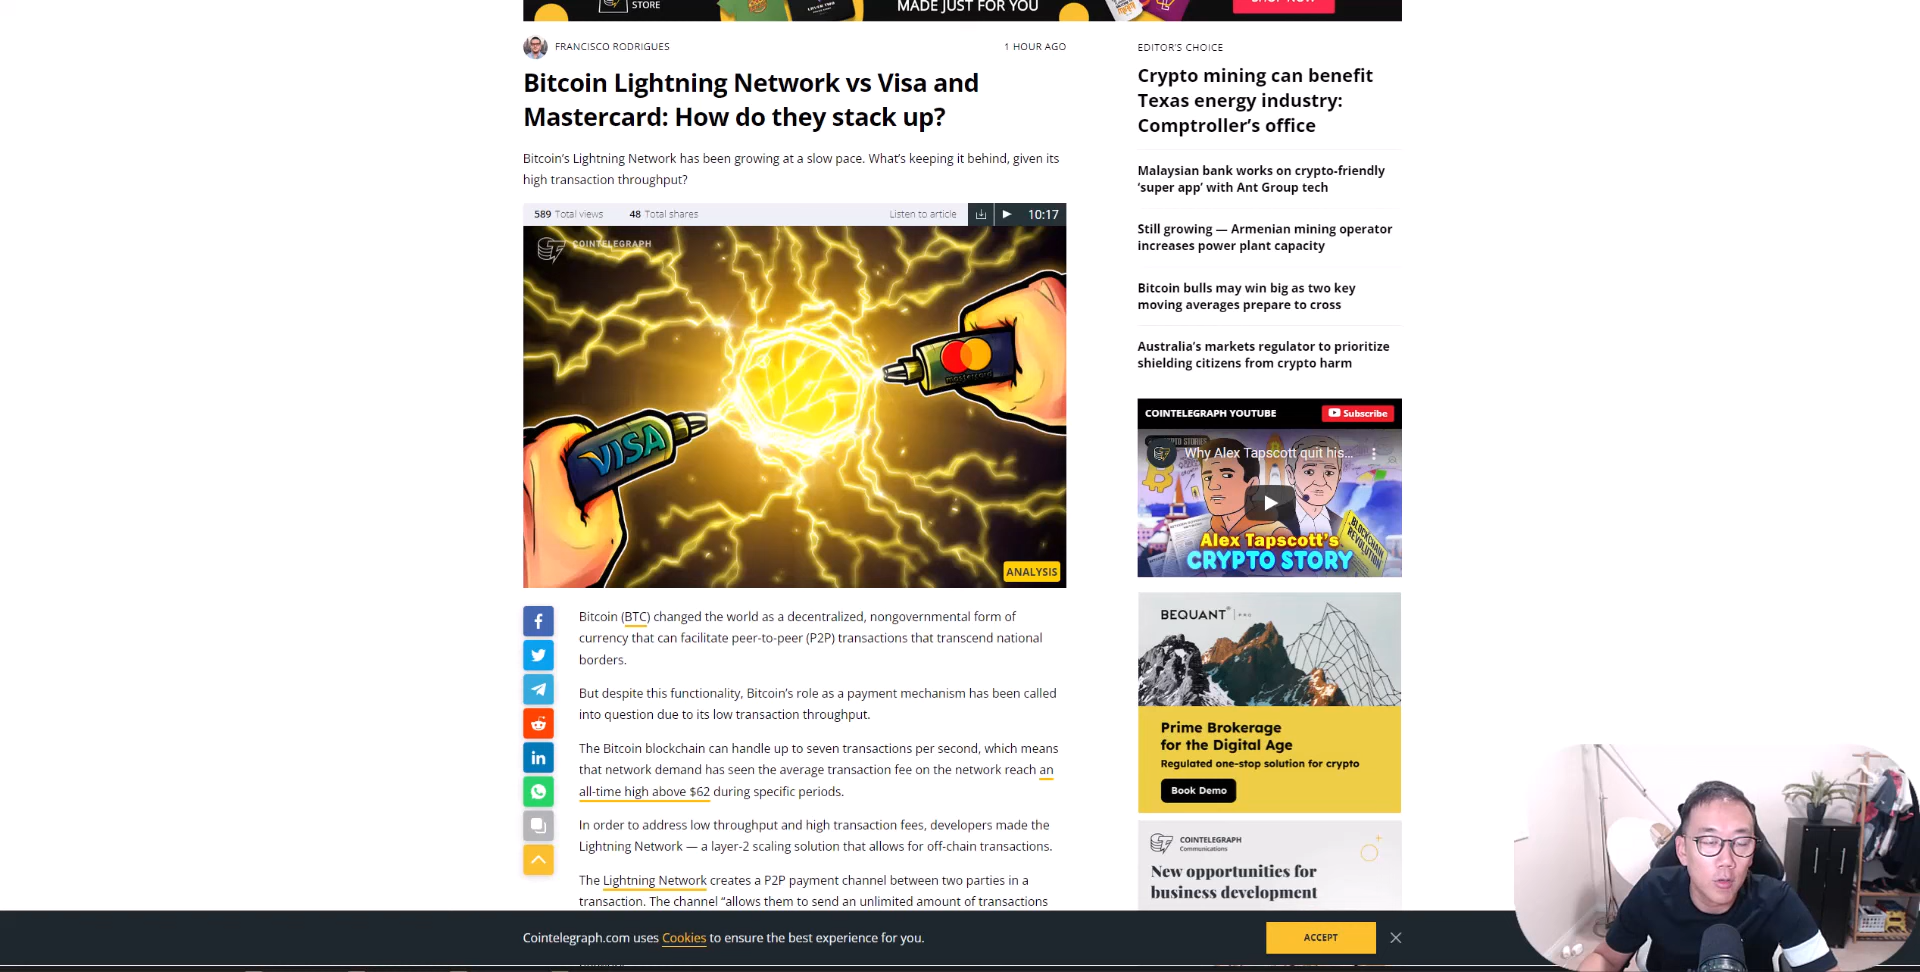 STORE
MADE JUST FOR YOU
SHOP NOW
FRANCISCO RODRIGUES
1 HOUR AGO
Bitcoin Lightning Network vs Visa and
Mastercard: How do they stack up?
Bitcoin's Lightning Network has been growing at a slow pace. What's keeping it behind, given its
high transaction throughput?
589 Total views
48 Total shares
Listen to article
10:17
COINTELEGRAPH
VISA
mastercard
ANALYSIS
Bitcoin (BTC) changed the world as a decentralized, nongovernmental form of
currency that can facilitate peer-to-peer (P2P) transactions that transcend national
borders.
But despite this functionality, Bitcoin's role as a payment mechanism has been called
into question due to its low transaction throughput.
The Bitcoin blockchain can handle up to seven transactions per second, which means
that network demand has seen the average transaction fee on the network reach an
all-time high above $62 during specific periods.
In order to address low throughput and high transaction fees, developers made the
Lightning Network — a layer-2 scaling solution that allows for off-chain transactions.
The Lightning Network creates a P2P payment channel between two parties in a
transaction. The channel “allows them to send an unlimited amount of transactions
EDITOR'S CHOICE
Crypto mining can benefit
Texas energy industry:
Comptroller's office
Malaysian bank works on crypto-friendly
‘super app’ with Ant Group tech
Still growing — Armenian mining operator
increases power plant capacity
Bitcoin bulls may win big as two key
moving averages prepare to cross
Australia's markets regulator to prioritize
shielding citizens from crypto harm
COINTELEGRAPH YOUTUBE
Subscribe
Why Alex Tapscott quit his...
BLOCKCHAIN
REVOLUTION
Alex Tapscott's
CRYPTO STORY
BEQUANT PRO
Prime Brokerage
for the Digital Age
Regulated one-stop solution for crypto
Book Demo
COINTELEGRAPH
Communications
New opportunities for
business development
Cointelegraph.com uses Cookies to ensure the best experience for you.
ACCEPT